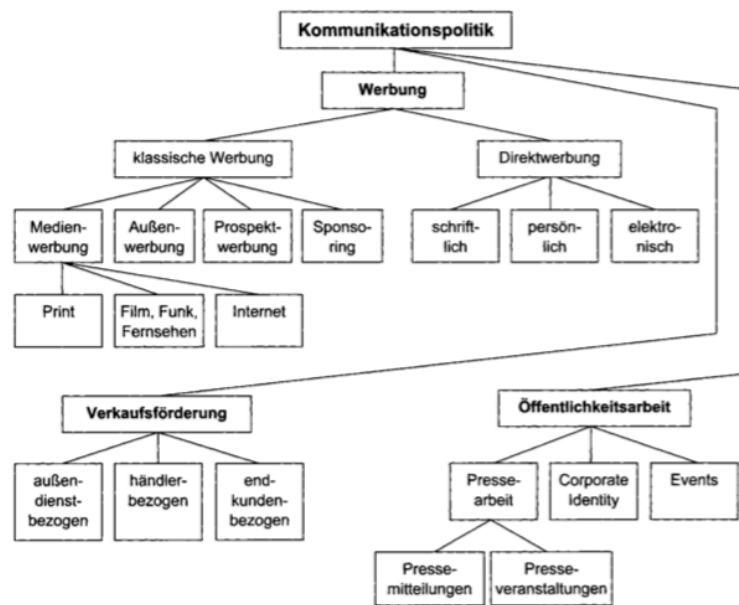 Kommunikationspolitik
Werbung
klassische Werbung
Direktwerbung
Medien-
werbung
Außen-
werbung
Prospekt-
werbung
Sponso-
ring
schrift-
lich
persön-
lich
elektro-
nisch
Print
Film, Funk,
Fernsehen
Internet
Verkaufsförderung
Öffentlichkeitsarbeit
außen-
dienst-
bezogen
händler-
bezogen
end-
kunden-
bezogen
Presse-
arbeit
Corporate
Identity
Events
Presse-
mitteilungen
Presse-
veranstaltungen